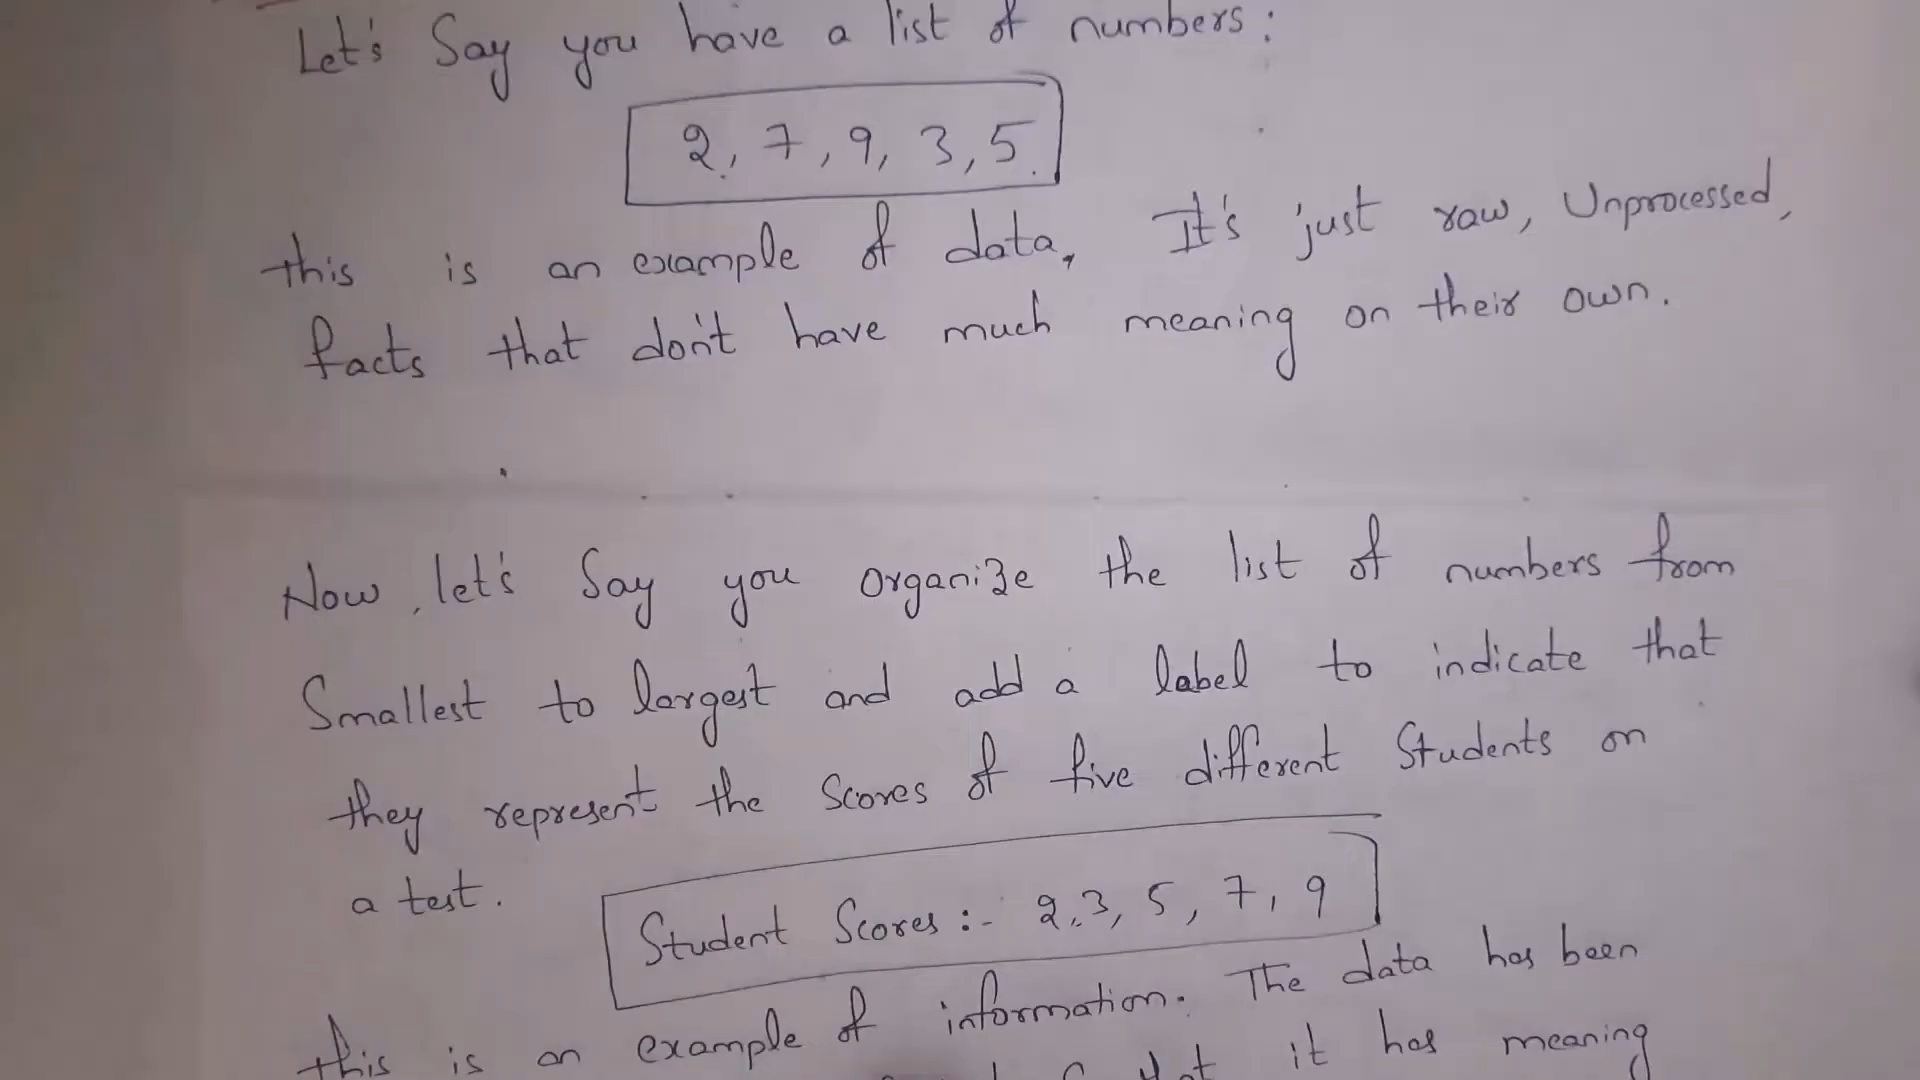 Let's Say you have a list of numbers:
2, 7, 9, 3, 5.
this is an example of data, It's just raw, Unprocessed,
facts that don't have much meaning on their own.
Now, let's Say you organize the list of numbers from
Smallest to largest and add a label to indicate that
they represent the Scores of five different Students on
a test.
Student Scores :- 2,3, 5, 7, 9
this is an example of information. The data has been
that it has meaning